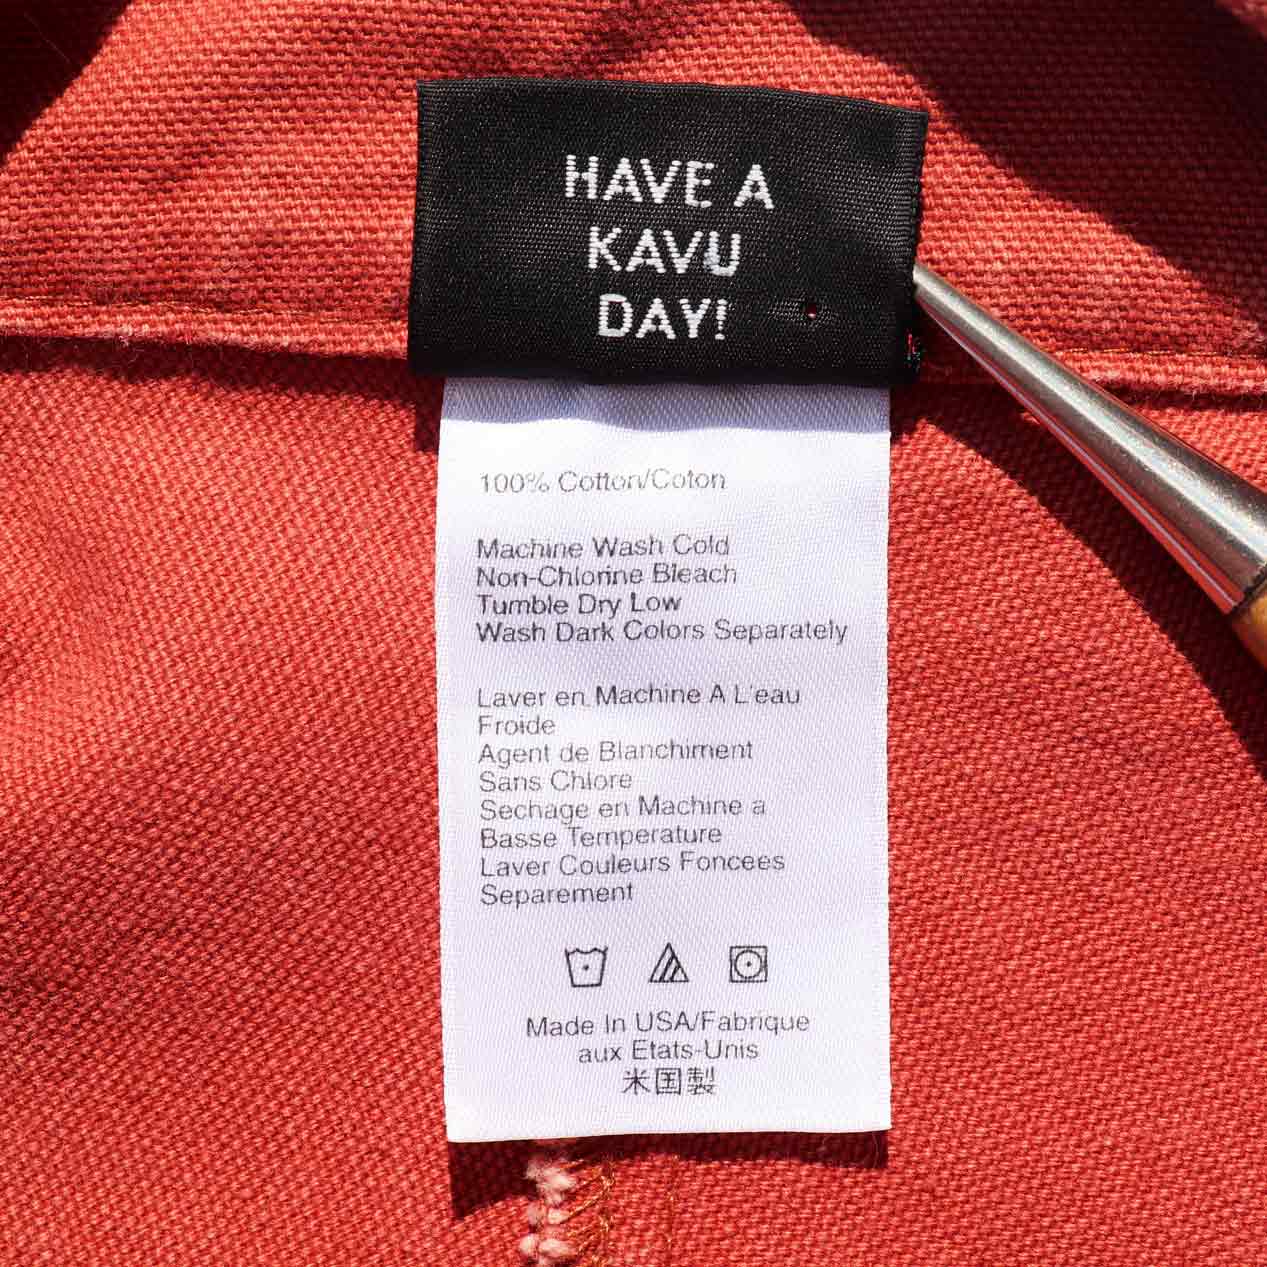 HAVE A
KAVU
DAY!
100% Cotton/Coton
Machine Wash Cold
Non-Chlorine Bleach
Tumble Dry Low
Wash Dark Colors Separately
Laver en Machine A L'eau
Froide
Agent de Blanchiment
Sans Chlore
Sechage en Machine a
Basse Temperature
Laver Couleurs Foncees
Separement
Made In USA/Fabrique
aux Etats-Unis
米国製